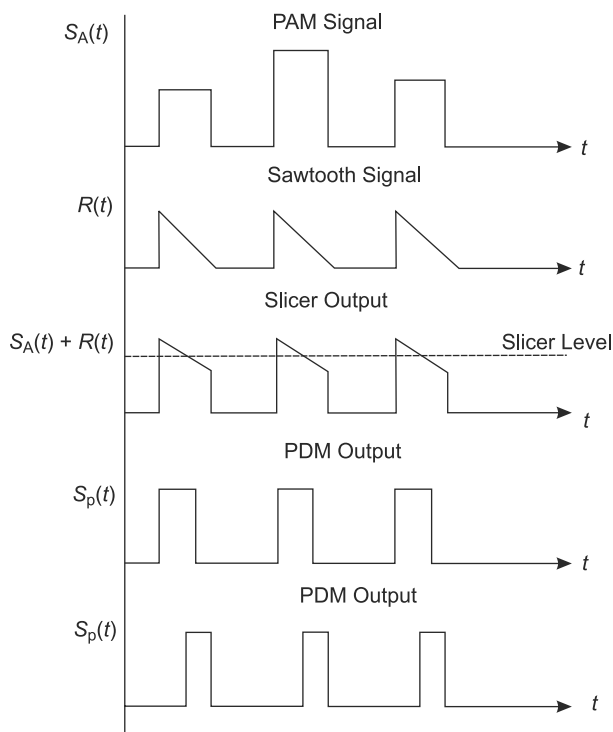 PAM Signal
S_A(t)
t
Sawtooth Signal
R(t)
t
Slicer Output
S_A(t) + R(t)
Slicer Level
t
PDM Output
S_p(t)
t
PDM Output
S_p(t)
t